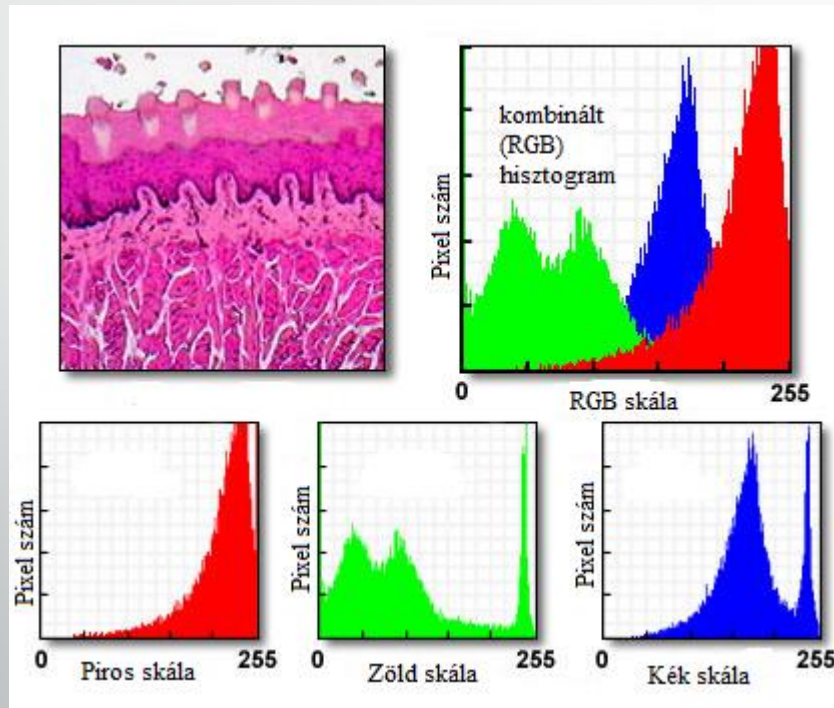 kombinált
(RGB)
hisztogram
Pixel szám
0
255
RGB skála
Pixel szám
0
255
Piros skála
Pixel szám
0
255
Zöld skála
Pixel szám
0
255
Kék skála